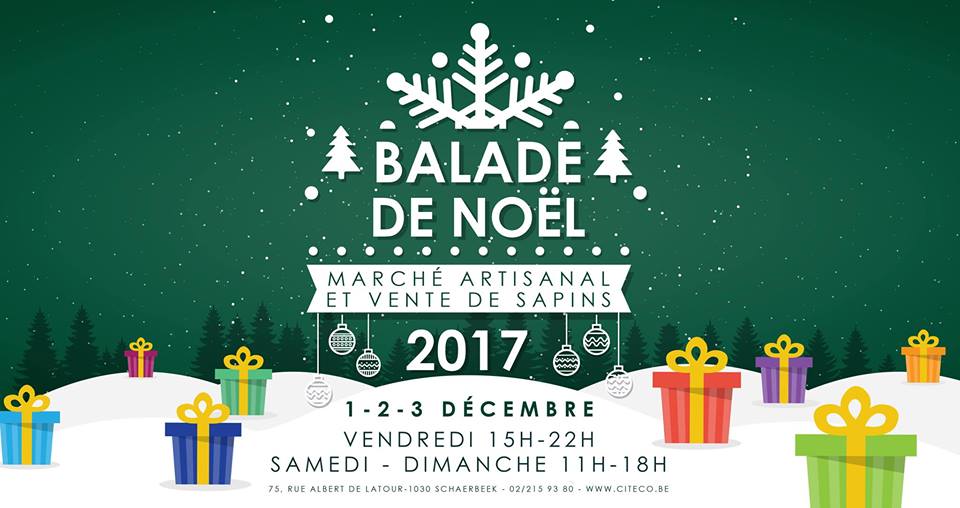 BALADE
DE NOËL
MARCHÉ ARTISANAL
ET VENTE DE SAPINS
2017
1-2-3 DÉCEMBRE
VENDREDI 15H-22H
SAMEDI - DIMANCHE 11H-18H
75, RUE ALBERT DE LATOUR-1030 SCHAERBEEK - 02/215 93 80 - WWW.CITECO.BE